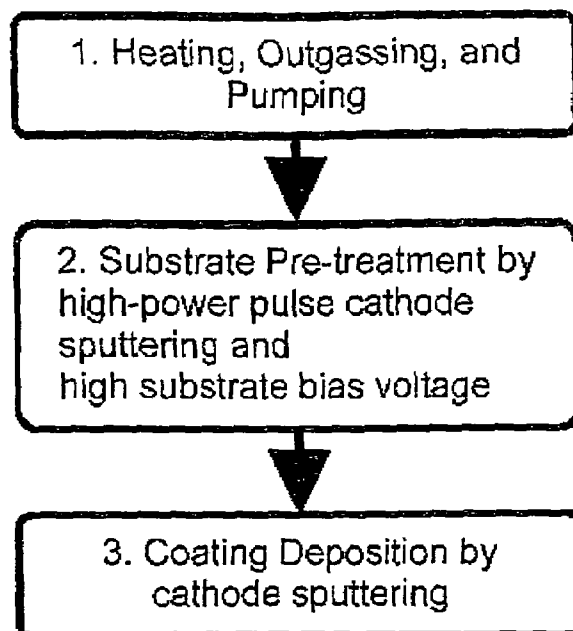 1. Heating, Outgassing, and
Pumping
2. Substrate Pre-treatment by
high-power pulse cathode
sputtering and
high substrate bias voltage
3. Coating Deposition by
cathode sputtering